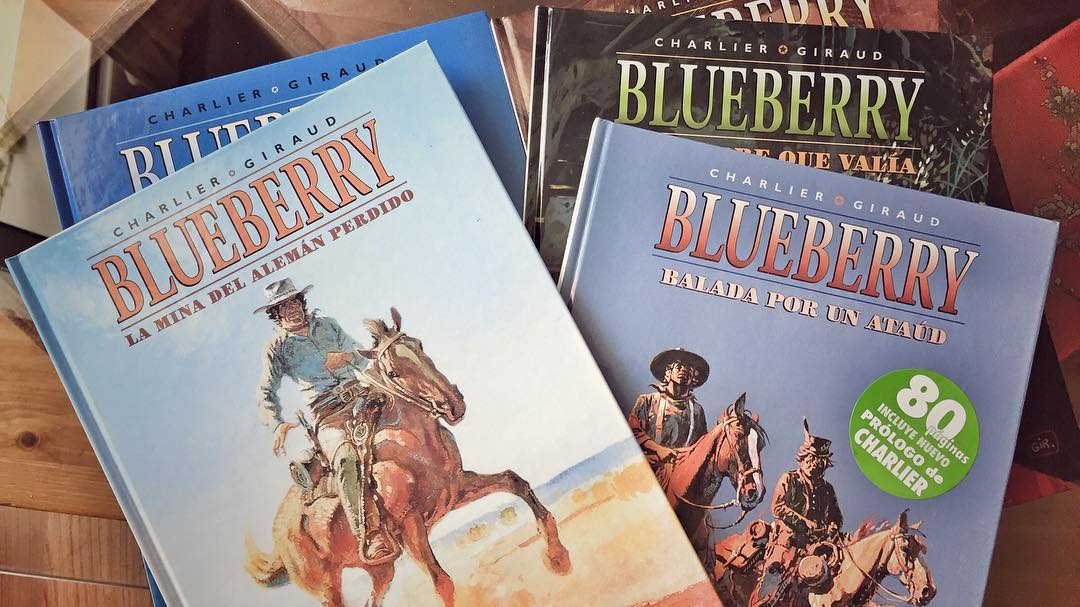 CHARLIER GIRAUD
CHARLIER GIRAUD
BLUEBERRY
LA MINA DEL ALEMÁN PERDIDO
BLUEBERRY
CHARLIER GIRAUD
BLUEBERRY
QUE VALÍA
CHARLIER GIRAUD
BLUEBERRY
BALADA POR UN ATAÚD
80
páginas
INCLUYE NUEVO
PRÓLOGO de
CHARLIER
GIR.